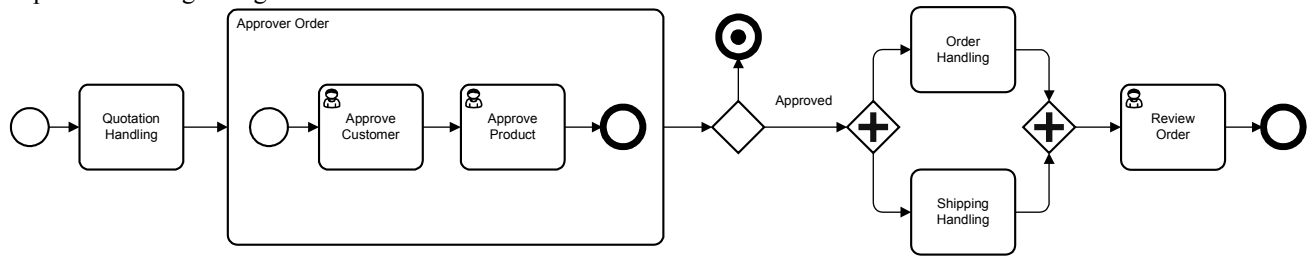 Approver Order
Quotation
Handling
Approve
Customer
Approve
Product
Approved
Order
Handling
Shipping
Handling
Review
Order